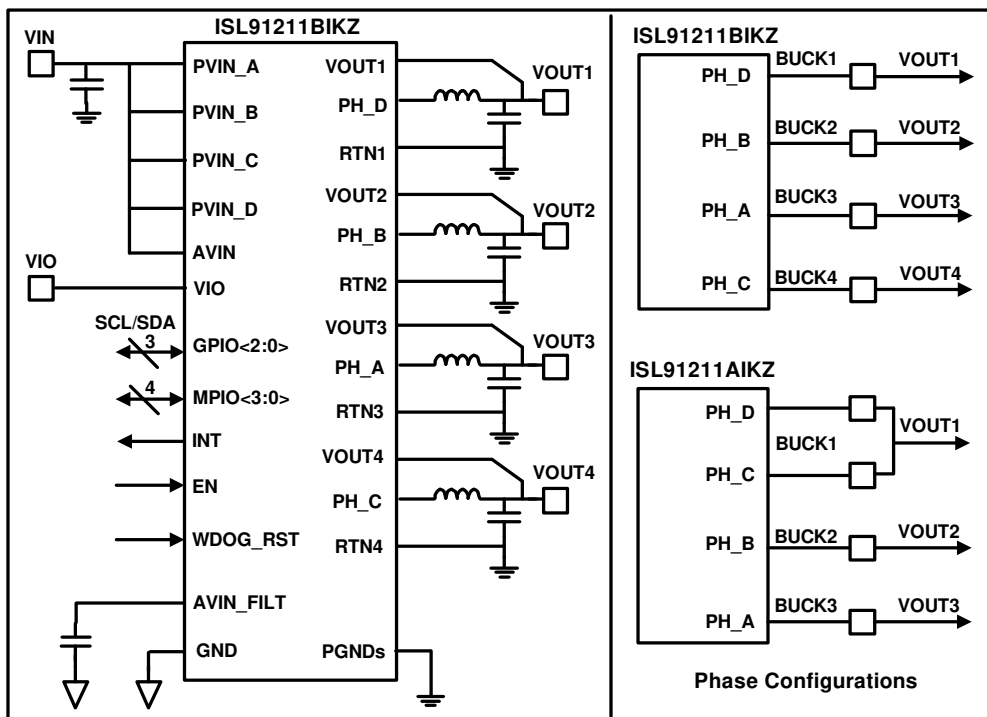 ISL91211BIKZ
VIN
PVIN_A
PVIN_B
PVIN_C
PVIN_D
AVIN
VIO
VIO
SCL/SDA
3
GPIO<2:0>
4
MPIO<3:0>
INT
EN
WDOG_RST
AVIN_FILT
GND
VOUT1
VOUT1
PH_D
RTN1
VOUT2
VOUT2
PH_B
RTN2
VOUT3
VOUT3
PH_A
RTN3
VOUT4
VOUT4
PH_C
RTN4
PGNDs
ISL91211BIKZ
PH_D BUCK1 VOUT1
PH_B BUCK2 VOUT2
PH_A BUCK3 VOUT3
PH_C BUCK4 VOUT4
ISL91211AIKZ
PH_D
BUCK1 VOUT1
PH_C
PH_B BUCK2 VOUT2
PH_A BUCK3 VOUT3
Phase Configurations